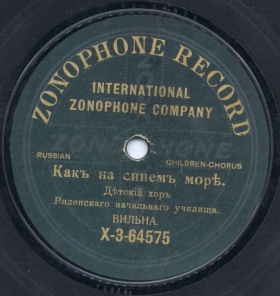 ZONOPHONE RECORD
INTERNATIONAL
ZONOPHONE COMPANY
RUSSIAN
CHILDREN-CHORUS
Какъ на синемъ морѣ.
Дѣтскій хоръ
Виленскаго начальнаго училища.
ВИЛЬНА.
X-3-64575